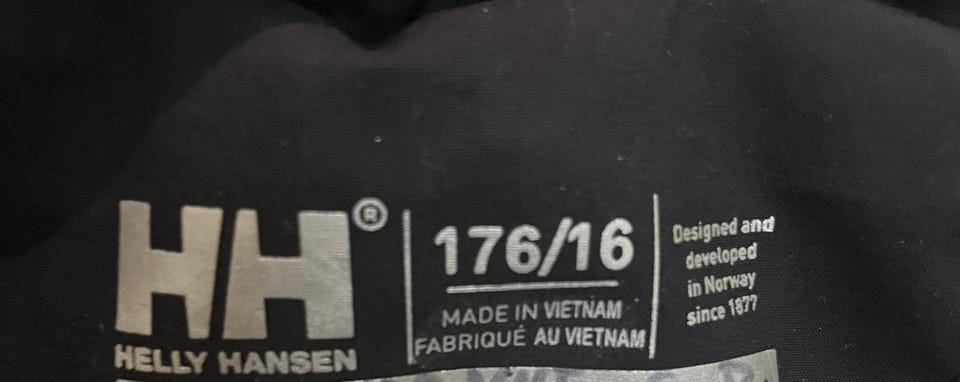 HH®
HELLY HANSEN
176/16
MADE IN VIETNAM
FABRIQUÉ AU VIETNAM
Designed and
developed
in Norway
since 1877